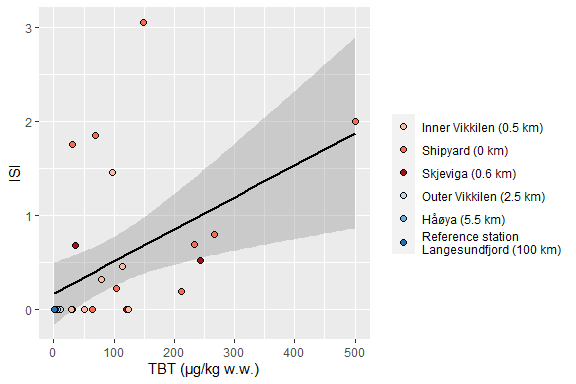 3
2
1
0
ISI
0
100
200
300
400
500
TBT (µg/kg w.w.)
Inner Vikkilen (0.5 km)
Shipyard (0 km)
Skjeviga (0.6 km)
Outer Vikkilen (2.5 km)
Håøya (5.5 km)
Reference station
Langesundfjord (100 km)